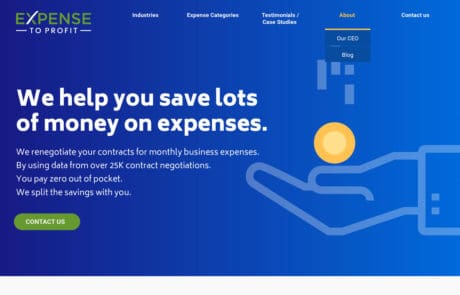 EXPENSE
TO PROFIT
Industries
Expense Categories
Testimonials /
Case Studies
About
Contact us
Our CEO
Blog
We help you save lots
of money on expenses.
We renegotiate your contracts for monthly business expenses.
By using data from over 25K contract negotiations.
You pay zero out of pocket.
We split the savings with you.
CONTACT US